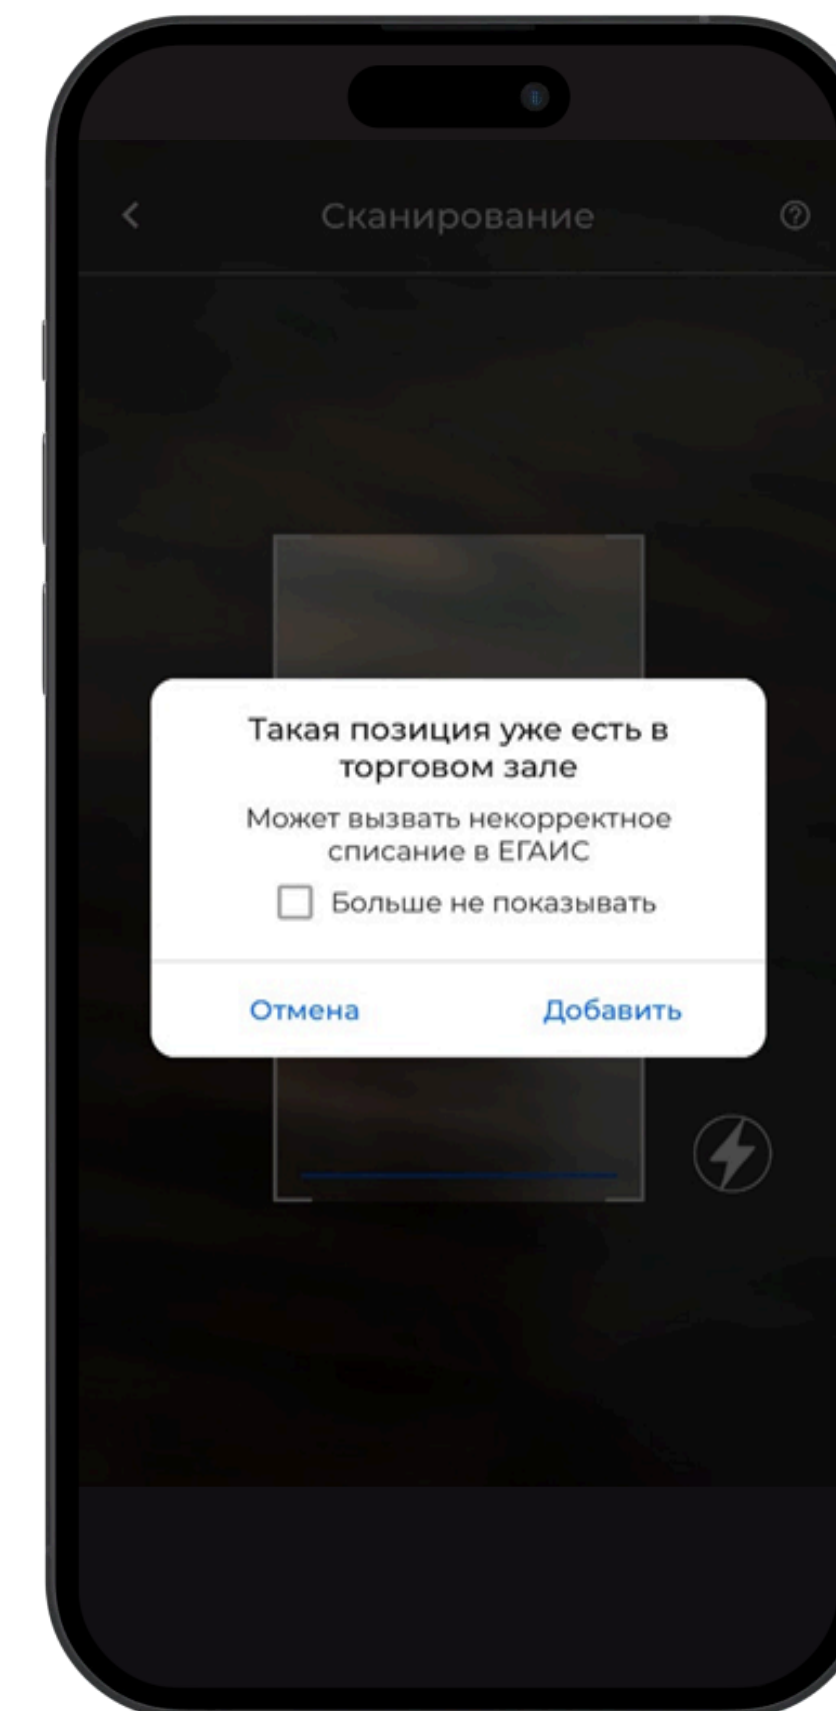 Сканирование
Такая позиция уже есть в
торговом зале
Может вызвать некорректное
списание в ЕГАИС
Больше не показывать
Отмена
Добавить